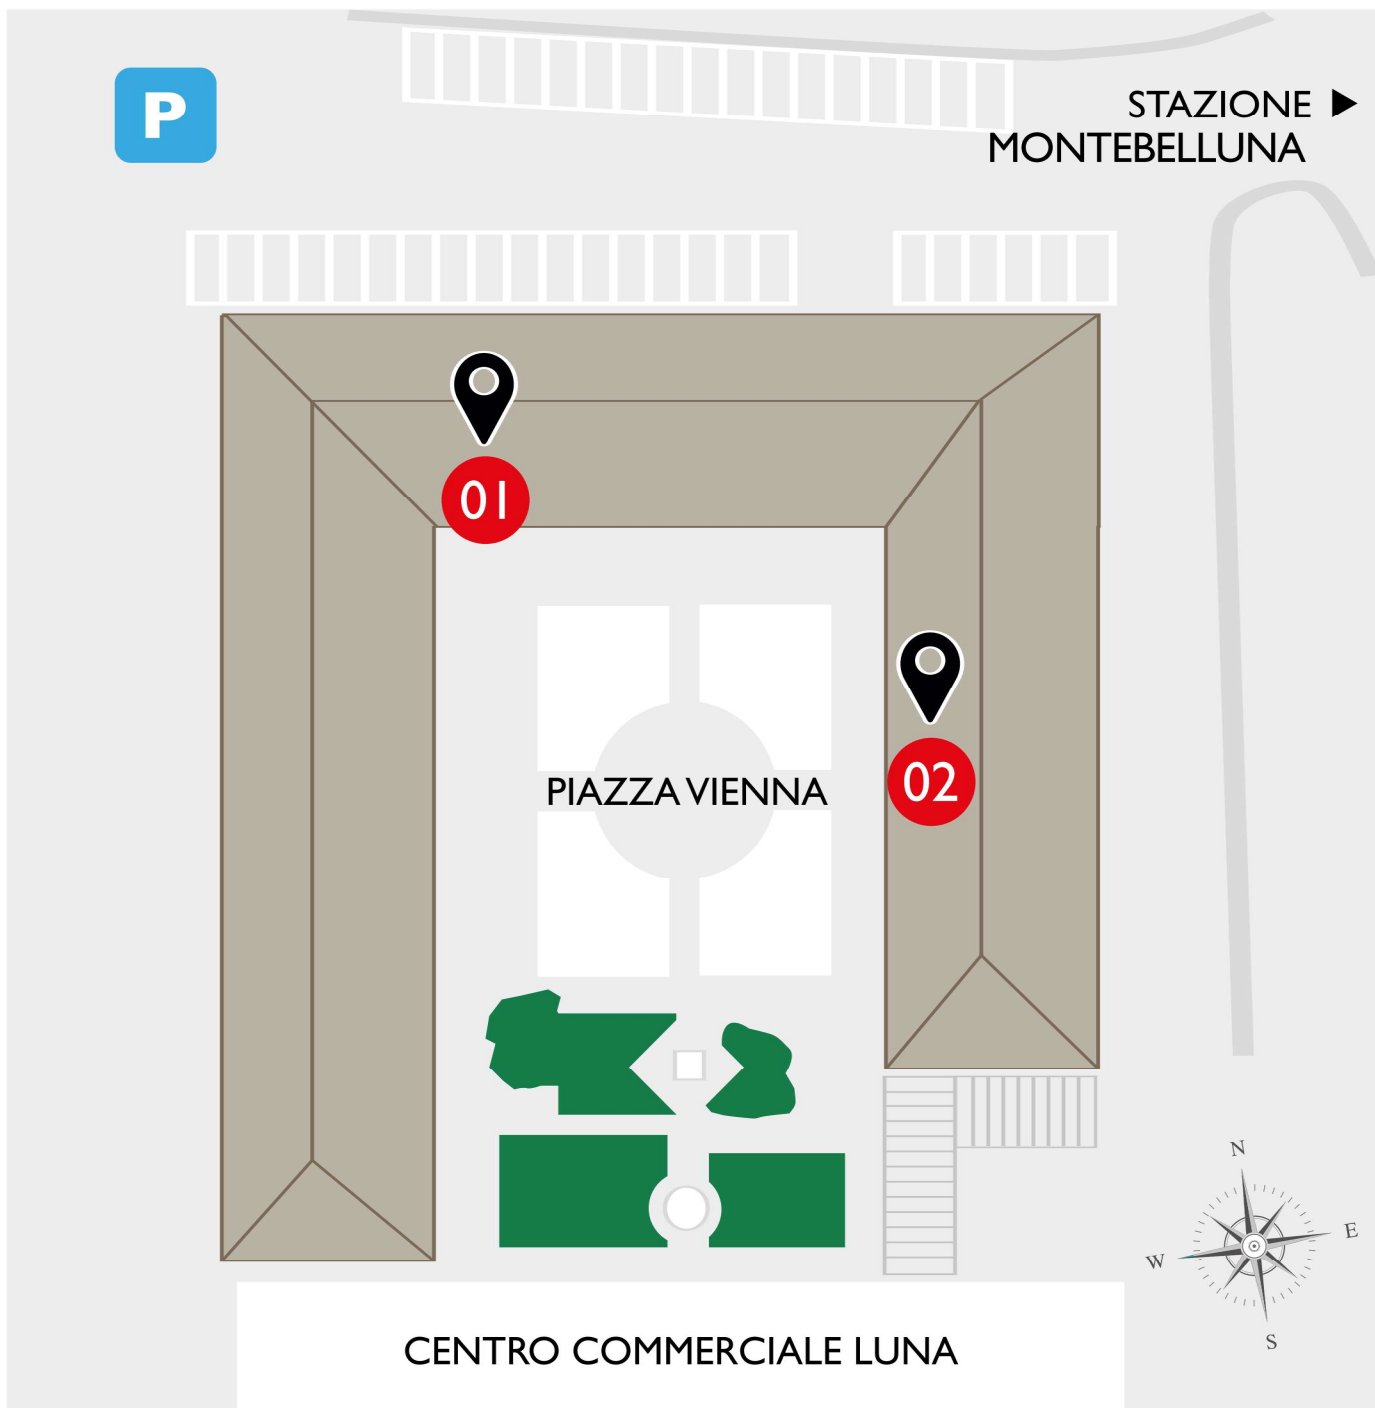 P
STAZIONE ►
MONTEBELLUNA
01
PIAZZA VIENNA
02
N
E
W
S
CENTRO COMMERCIALE LUNA